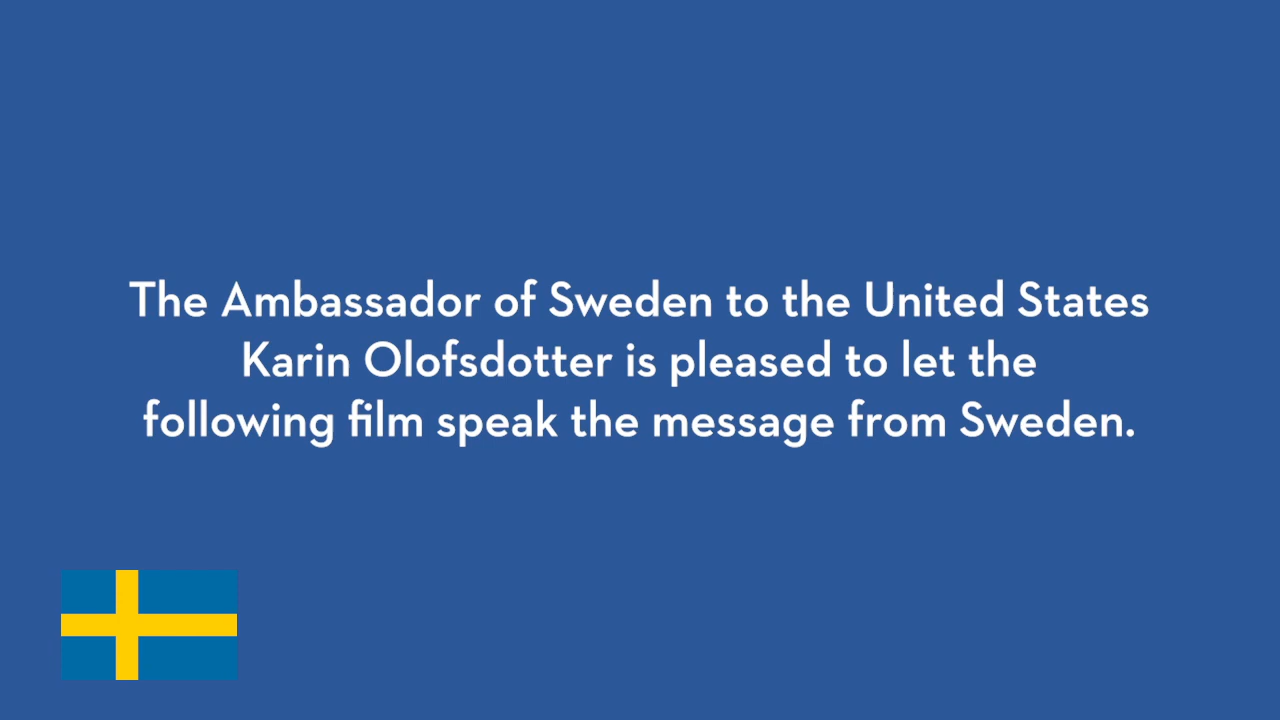 The Ambassador of Sweden to the United States
Karin Olofsdotter is pleased to let the
following film speak the message from Sweden.